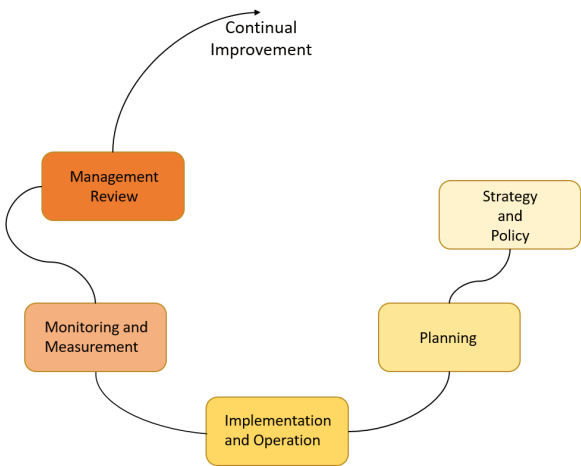 Continual
Improvement
Management
Review
Strategy
and
Policy
Monitoring and
Measurement
Planning
Implementation
and Operation